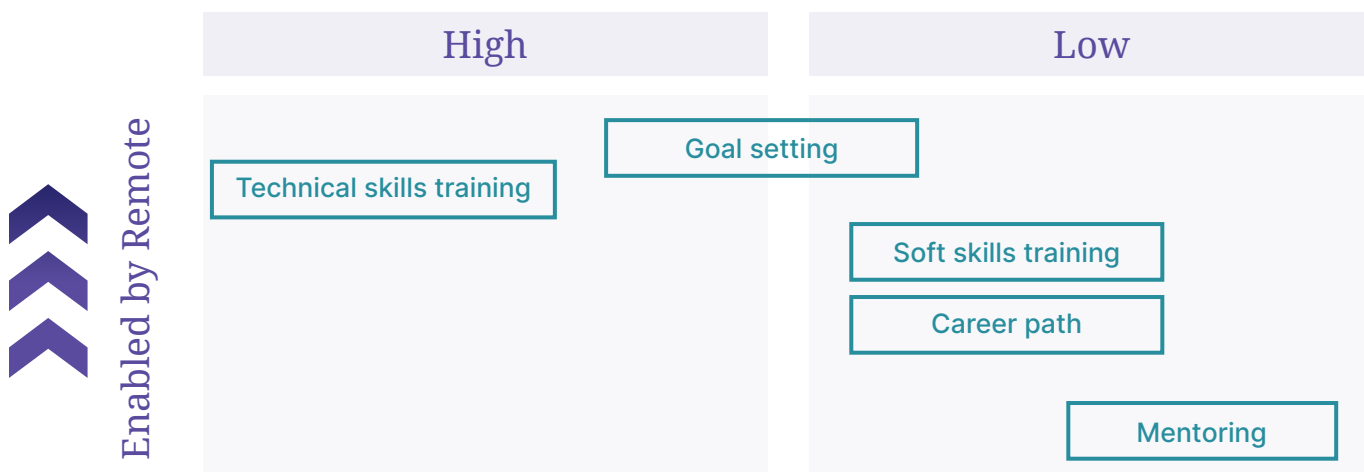 High
Low
Enabled by Remote
Goal setting
Technical skills training
Soft skills training
Career path
Mentoring